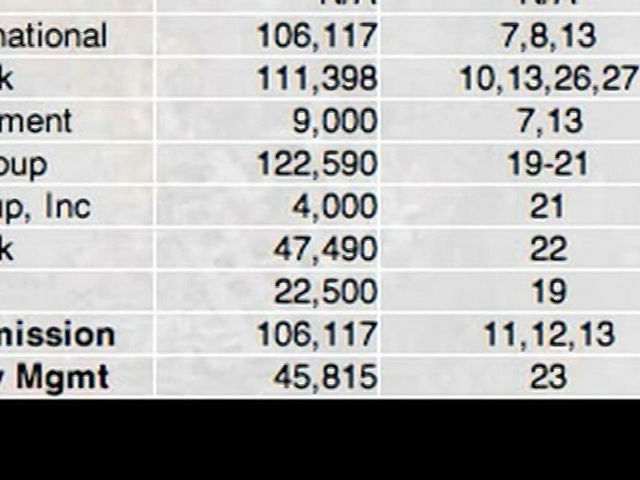 N/A N/A
national 106,117 7,8,13
k 111,398 10,13,26,27
ment 9,000 7,13
oup 122,590 19-21
up, Inc 4,000 21
k 47,490 22
22,500 19
mission 106,117 11,12,13
y Mgmt 45,815 23